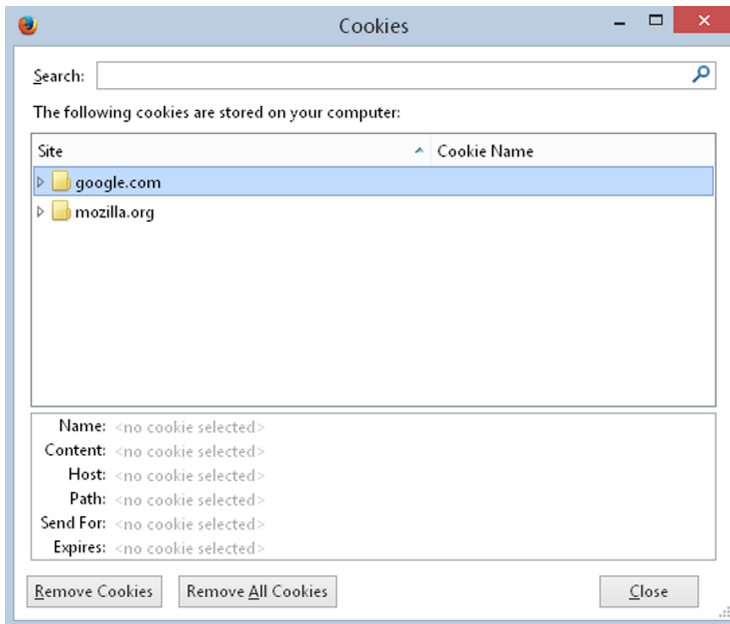 Cookies
Search:
The following cookies are stored on your computer:
Site Cookie Name
google.com
mozilla.org
Name: <no cookie selected>
Content: <no cookie selected>
Host: <no cookie selected>
Path: <no cookie selected>
Send For: <no cookie selected>
Expires: <no cookie selected>
Remove Cookies Remove All Cookies Close